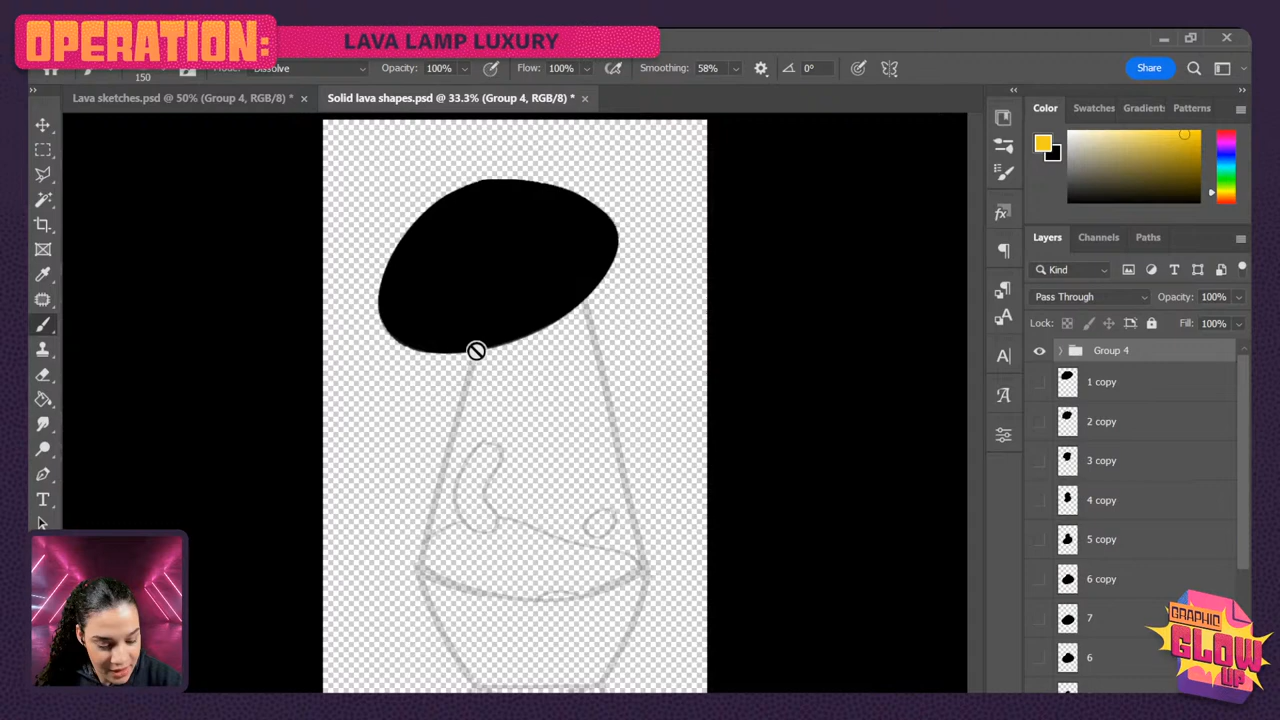 OPERATION:
LAVA LAMP LUXURY
150
Dissolve
Opacity: 100%
Flow: 100%
Smoothing: 58%
0°
Share
Lava sketches.psd @ 50% (Group 4, RGB/8) *
Solid lava shapes.psd @ 33.3% (Group 4, RGB/8) *
Color
Swatches
Gradient:
Patterns
Layers
Channels
Paths
Kind
Pass Through
Opacity: 100%
Lock:
Fill: 100%
Group 4
1 copy
2 copy
3 copy
4 copy
5 copy
6 copy
7
6
GRAPHIC
GLOW
UP